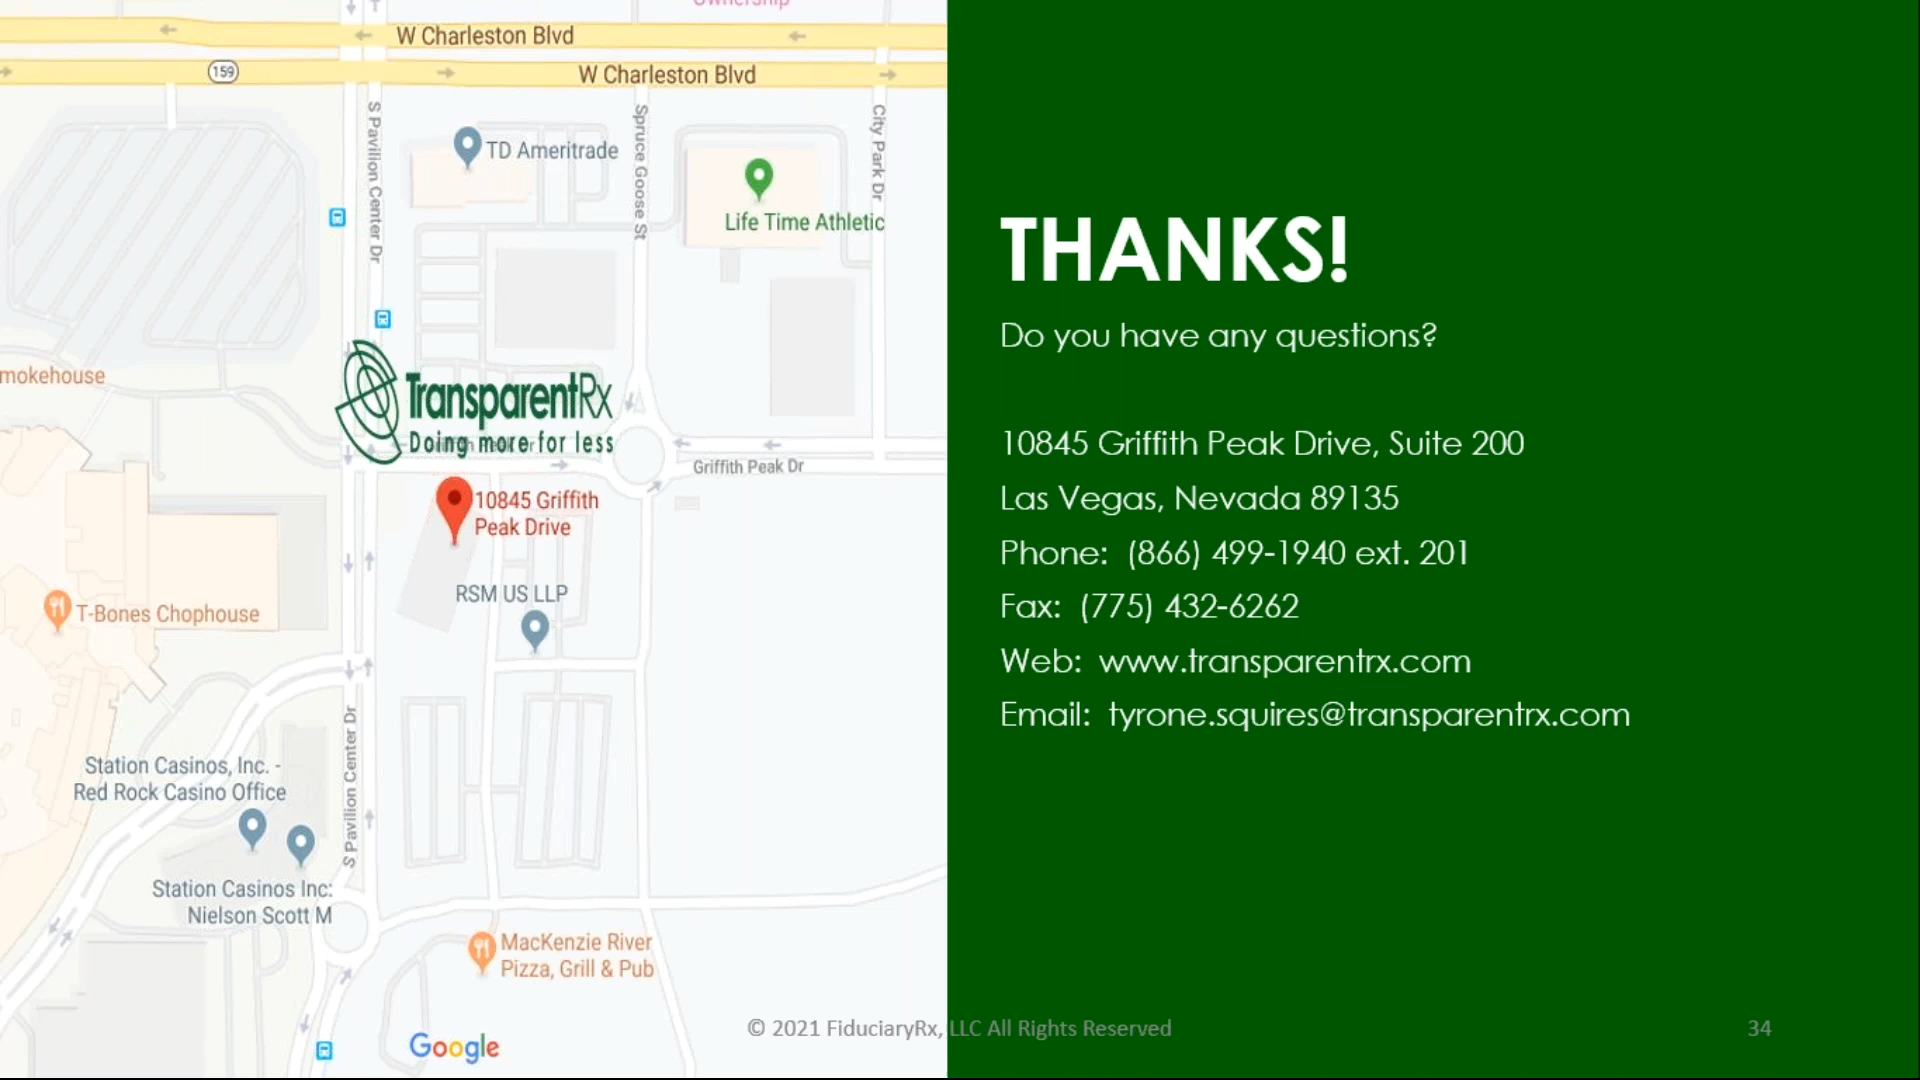 Ownership
W Charleston Blvd
159
W Charleston Blvd
S Pavilion Center Dr
Spruce Goose St
City Park Dr
TD Ameritrade
Life Time Athletic
TransparentRx
Doing more for less
Griffith Peak Dr
10845 Griffith
Peak Drive
RSM US LLP
T-Bones Chophouse
S Pavilion Center Dr
Station Casinos, Inc. -
Red Rock Casino Office
Station Casinos Inc:
Nielson Scott M
MacKenzie River
Pizza, Grill & Pub
Google
THANKS!
Do you have any questions?
10845 Griffith Peak Drive, Suite 200
Las Vegas, Nevada 89135
Phone: (866) 499-1940 ext. 201
Fax: (775) 432-6262
Web: www.transparentrx.com
Email: tyrone.squires@transparentrx.com
© 2021 FiduciaryRx, LLC All Rights Reserved
34